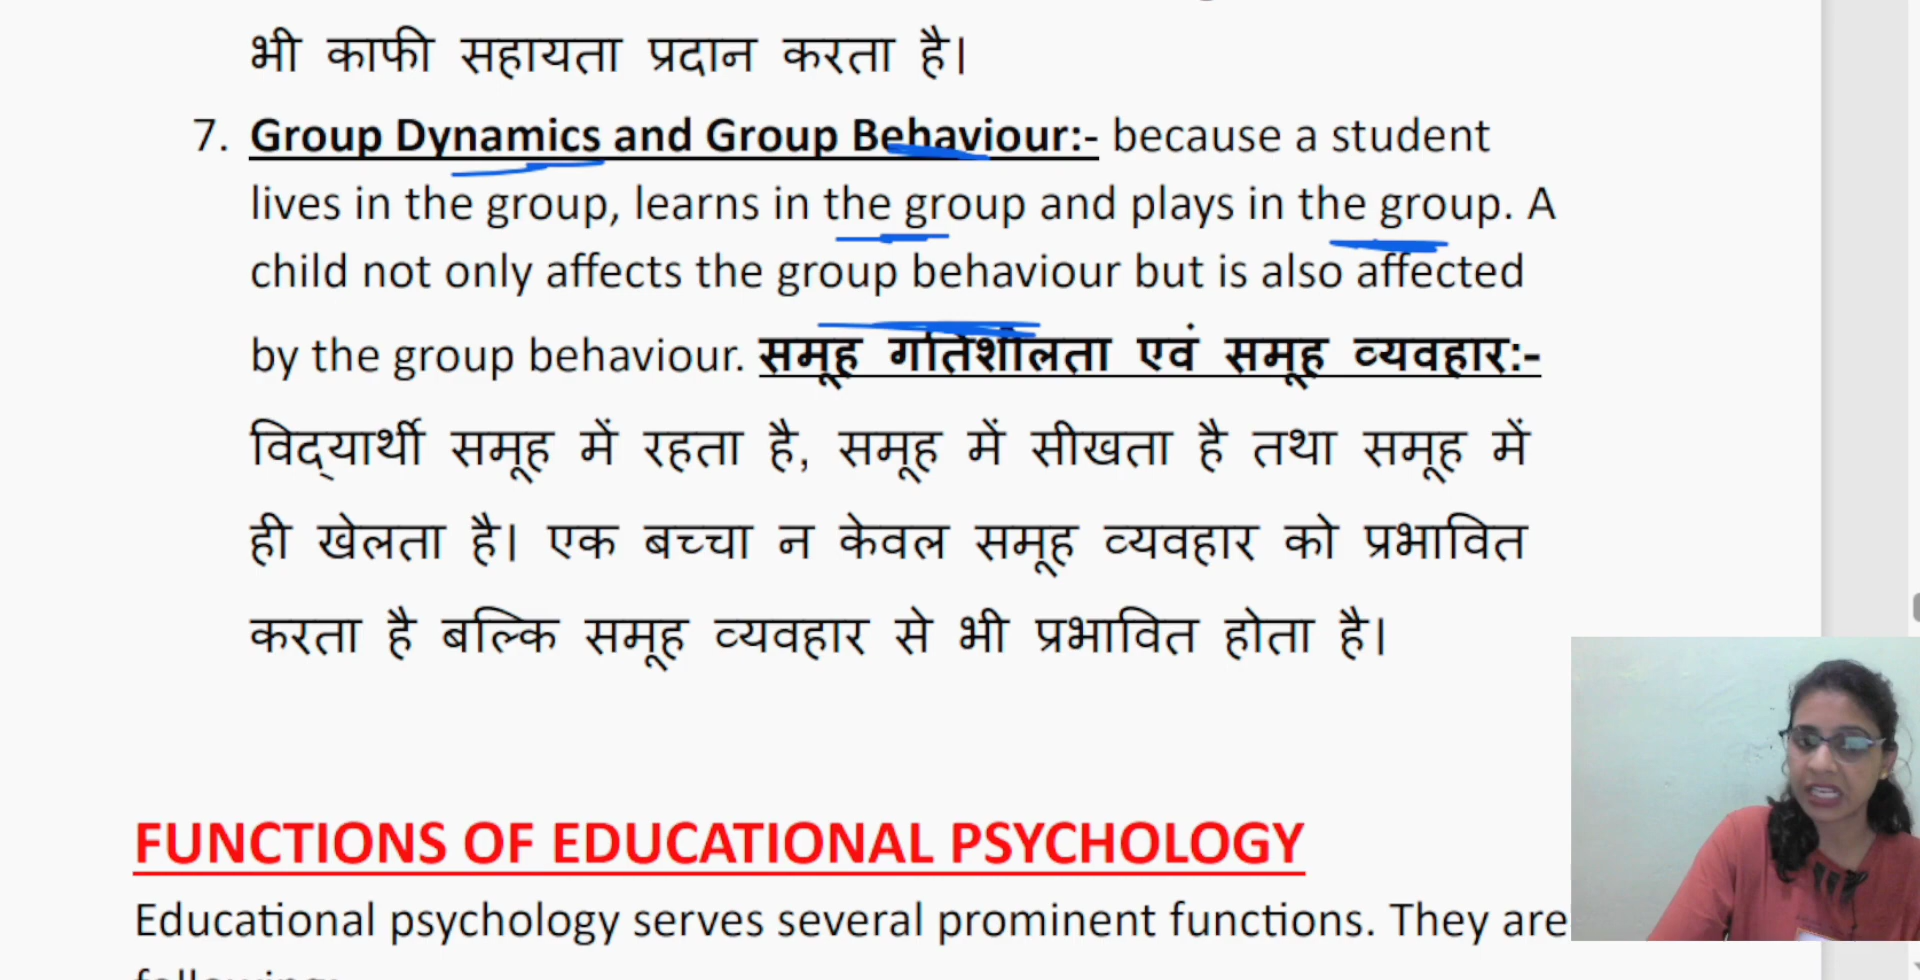 भी काफी सहायता प्रदान करता है।
7. Group Dynamics and Group Behaviour:- because a student
lives in the group, learns in the group and plays in the group. A
child not only affects the group behaviour but is also affected
by the group behaviour. समूह गतिशीलता एवं समूह व्यवहार:-
विद्यार्थी समूह में रहता है, समूह में सीखता है तथा समूह में
ही खेलता है। एक बच्चा न केवल समूह व्यवहार को प्रभावित
करता है बल्कि समूह व्यवहार से भी प्रभावित होता है।
FUNCTIONS OF EDUCATIONAL PSYCHOLOGY
Educational psychology serves several prominent functions. They are